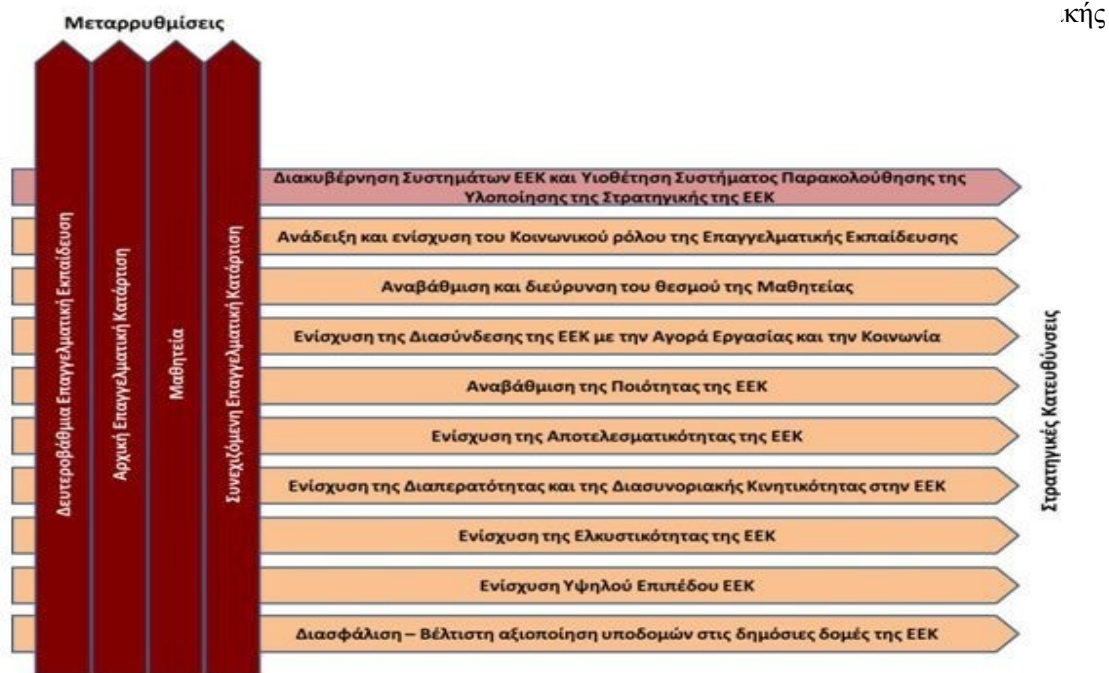 Μεταρρυθμίσεις
.κής
Δευτεροβάθμια Επαγγελματική Εκπαίδευση
Αρχική Επαγγελματική Κατάρτιση
Μαθητεία
Συνεχιζόμενη Επαγγελματική Κατάρτιση
Διακυβέρνηση Συστημάτων ΕΕΚ και Υιοθέτηση Συστήματος Παρακολούθησης της
Υλοποίησης της Στρατηγικής της ΕΕΚ
Ανάδειξη και ενίσχυση του Κοινωνικού ρόλου της Επαγγελματικής Εκπαίδευσης
Αναβάθμιση και διεύρυνση του θεσμού της Μαθητείας
Ενίσχυση της Διασύνδεσης της ΕΕΚ με την Αγορά Εργασίας και την Κοινωνία
Αναβάθμιση της Ποιότητας της ΕΕΚ
Ενίσχυση της Αποτελεσματικότητας της ΕΕΚ
Ενίσχυση της Διαπερατότητας και της Διασυνοριακής Κινητικότητας στην ΕΕΚ
Ενίσχυση της Ελκυστικότητας της ΕΕΚ
Ενίσχυση Υψηλού Επιπέδου ΕΕΚ
Διασφάλιση – Βέλτιστη αξιοποίηση υποδομών στις δημόσιες δομές της ΕΕΚ
Στρατηγικές Κατευθύνσεις